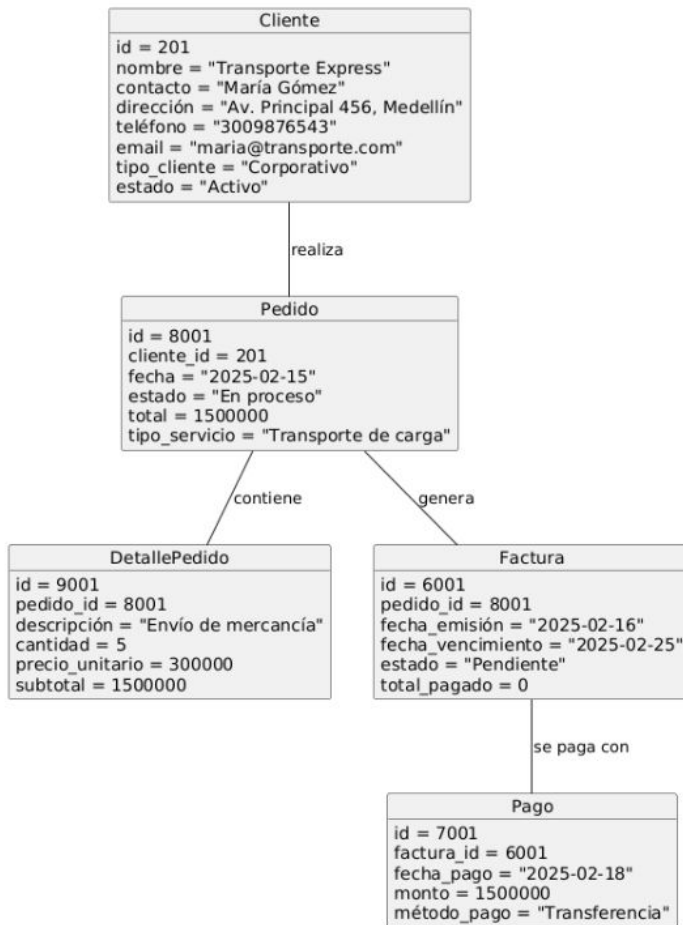 Cliente
id = 201
nombre = "Transporte Express"
contacto = "María Gómez"
dirección = "Av. Principal 456, Medellín"
teléfono = "3009876543"
email = "maria@transporte.com"
tipo_cliente = "Corporativo"
estado = "Activo"
realiza
Pedido
id = 8001
cliente_id = 201
fecha = "2025-02-15"
estado = "En proceso"
total = 1500000
tipo_servicio = "Transporte de carga"
contiene
genera
DetallePedido
id = 9001
pedido_id = 8001
descripción = "Envío de mercancía"
cantidad = 5
precio_unitario = 300000
subtotal = 1500000
Factura
id = 6001
pedido_id = 8001
fecha_emisión = "2025-02-16"
fecha_vencimiento = "2025-02-25"
estado = "Pendiente"
total_pagado = 0
se paga con
Pago
id = 7001
factura_id = 6001
fecha_pago = "2025-02-18"
monto = 1500000
método_pago = "Transferencia"